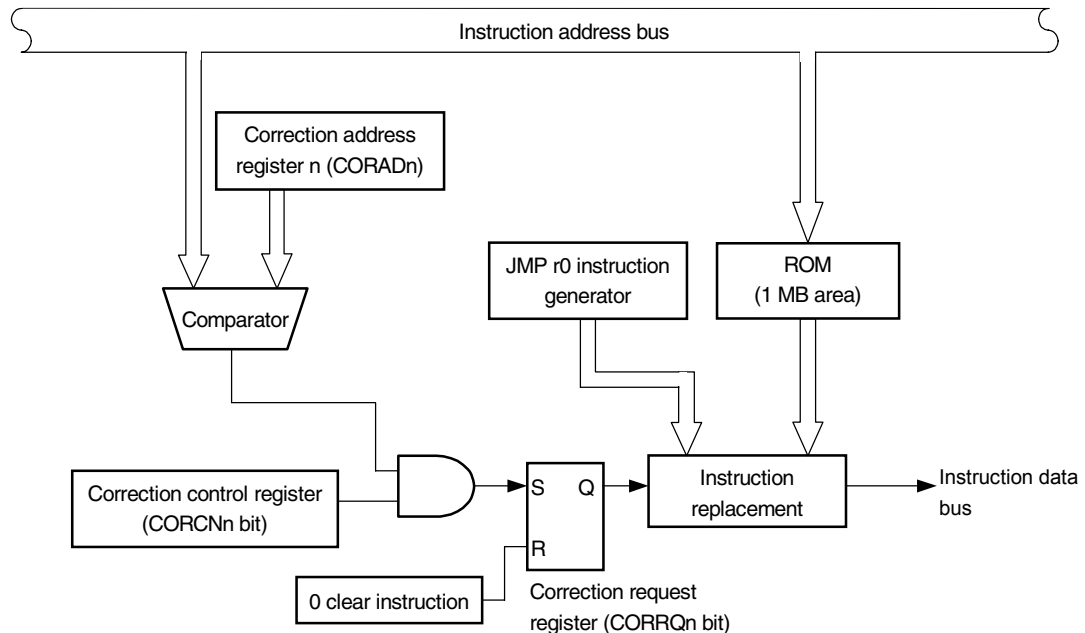 Instruction address bus
Correction address
register n (CORADn)
JMP r0 instruction
generator
ROM
(1 MB area)
Comparator
Correction control register
(CORCNn bit)
S Q
R
Instruction
replacement
Instruction data
bus
0 clear instruction
Correction request
register (CORRQn bit)